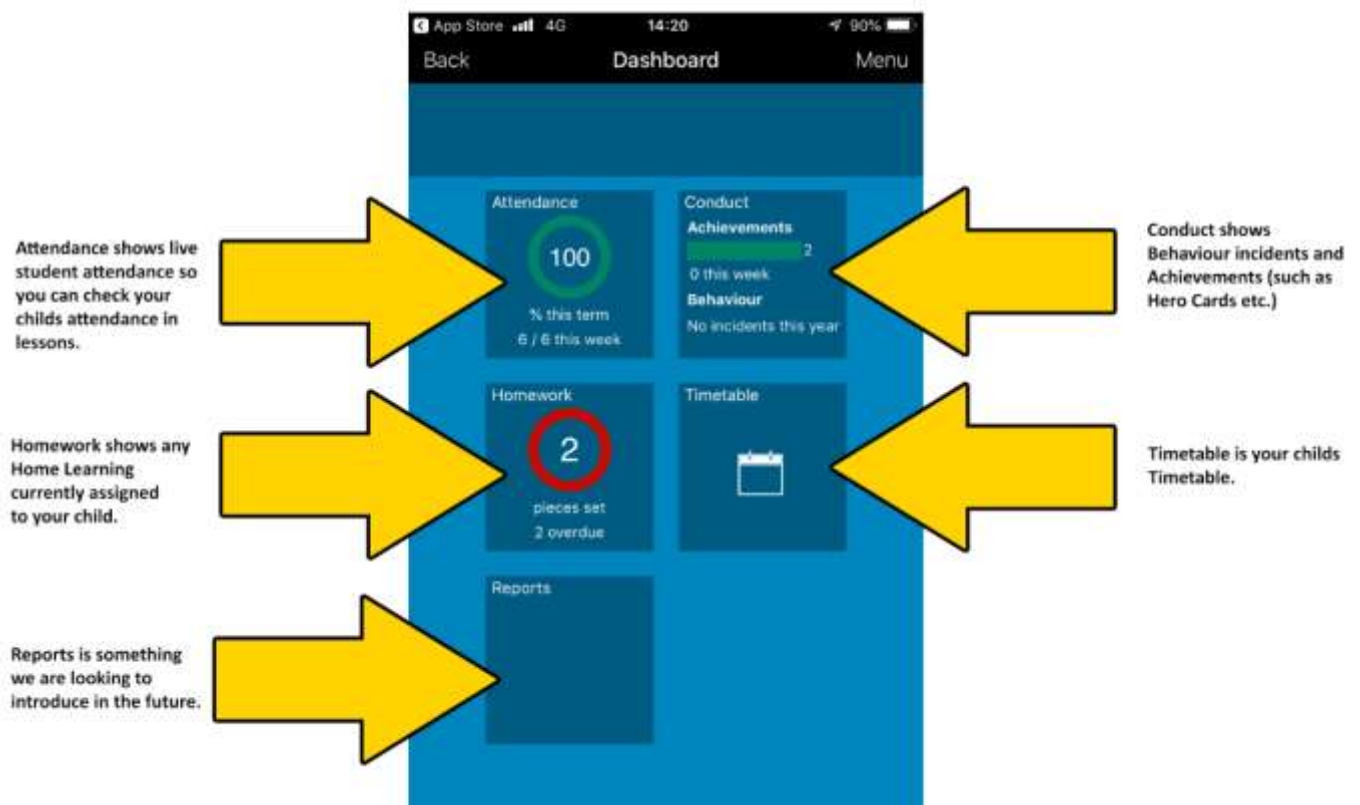 App Store 4G 14:20 90%
Back Dashboard Menu
Attendance
100
% this term
6 / 6 this week
Conduct
Achievements
2
0 this week
Behaviour
No incidents this year
Homework
2
pieces set
2 overdue
Timetable
Reports
Attendance shows live
student attendance so
you can check your
childs attendance in
lessons.
Homework shows any
Home Learning
currently assigned
to your child.
Reports is something
we are looking to
introduce in the future.
Conduct shows
Behaviour incidents and
Achievements (such as
Hero Cards etc.)
Timetable is your childs
Timetable.